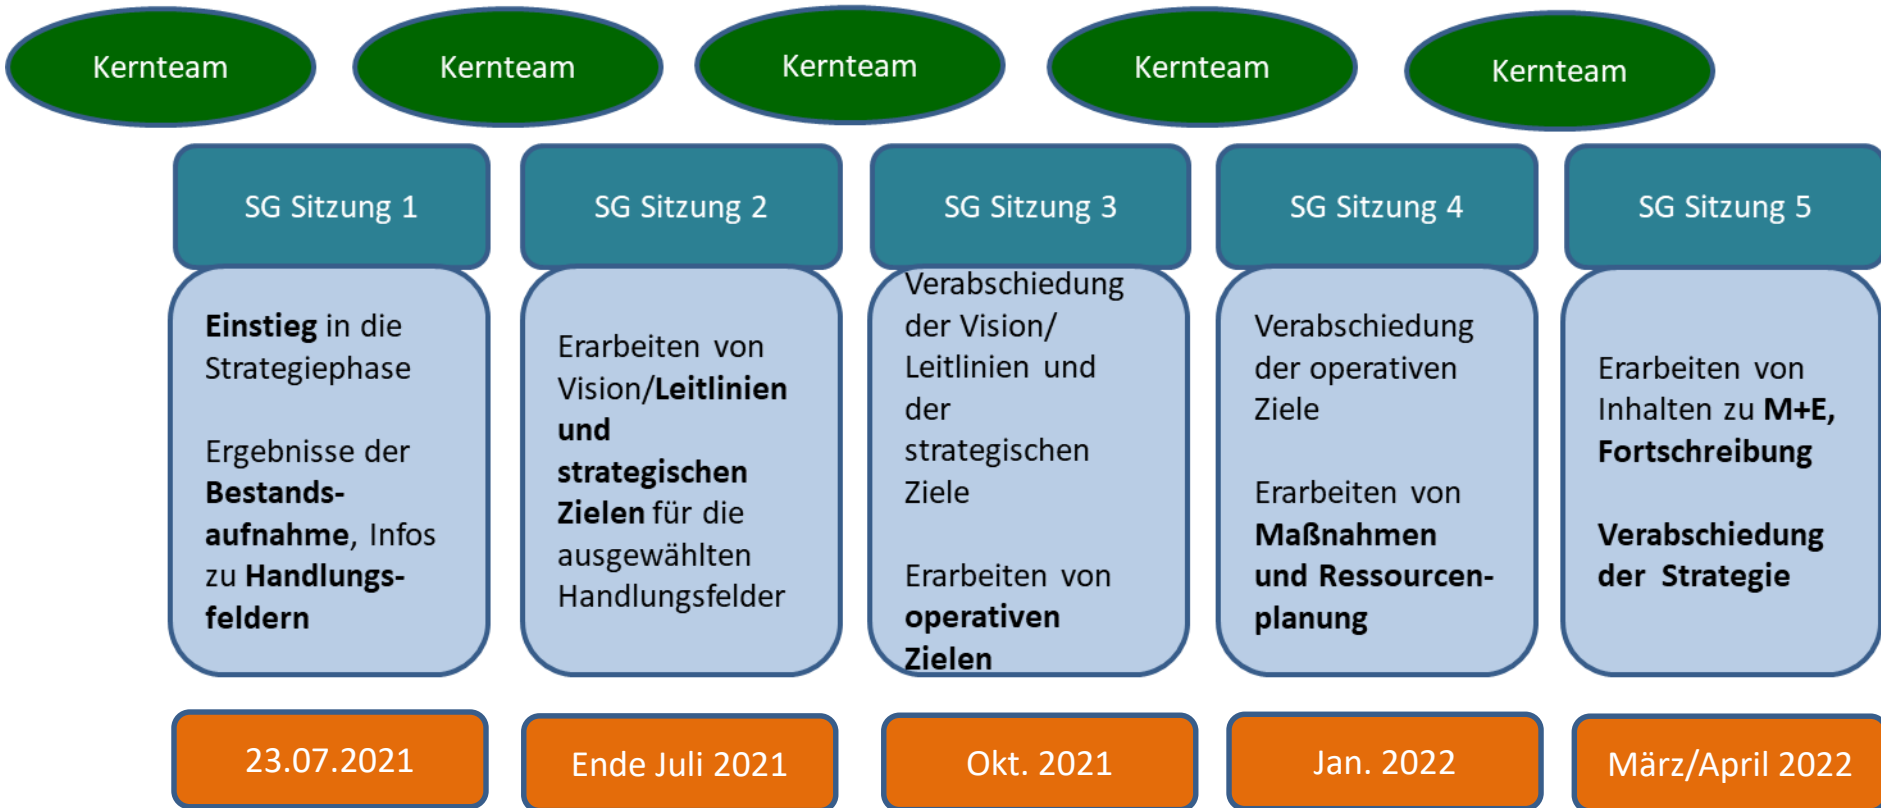 Kernteam
Kernteam
Kernteam
Kernteam
Kernteam
SG Sitzung 1
SG Sitzung 2
SG Sitzung 3
SG Sitzung 4
SG Sitzung 5
Einstieg in die
Strategiephase
Ergebnisse der
Bestands-
aufnahme, Infos
zu Handlungs-
feldern
Erarbeiten von
Vision/Leitlinien
und
strategischen
Zielen für die
ausgewählten
Handlungsfelder
Verabschiedung
der Vision/
Leitlinien und
der
strategischen
Ziele
Erarbeiten von
operativen
Zielen
Verabschiedung
der operativen
Ziele
Erarbeiten von
Maßnahmen
und Ressourcen-
planung
Erarbeiten von
Inhalten zu M+E,
Fortschreibung
Verabschiedung
der Strategie
23.07.2021
Ende Juli 2021
Okt. 2021
Jan. 2022
März/April 2022